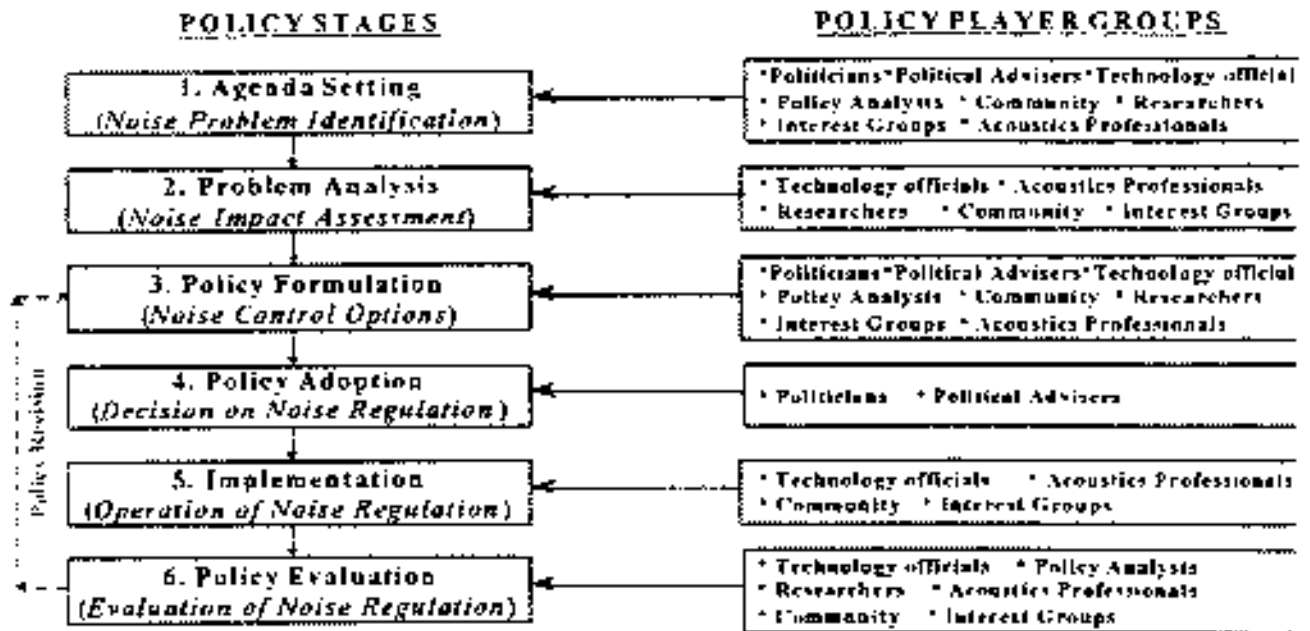 POLICY STAGES
POLICY PLAYER GROUPS
1. Agenda Setting
(Noise Problem Identification)
*Politicians*Political Advisers*Technology official
* Policy Analysis * Community * Researchers
* Interest Groups * Acoustics Professionals
2. Problem Analysis
(Noise Impact Assessment)
* Technology officials * Acoustics Professionals
* Researchers * Community * Interest Groups
3. Policy Formulation
(Noise Control Options)
*Politicians*Political Advisers*Technology official
* Policy Analysis * Community * Researchers
* Interest Groups * Acoustics Professionals
4. Policy Adoption
(Decision on Noise Regulation)
* Politicians * Political Advisers
5. Implementation
(Operation of Noise Regulation)
* Technology officials * Acoustics Professionals
* Community * Interest Groups
6. Policy Evaluation
(Evaluation of Noise Regulation)
* Technology officials * Policy Analysis
* Researchers * Acoustics Professionals
* Community * Interest Groups
Policy Revision